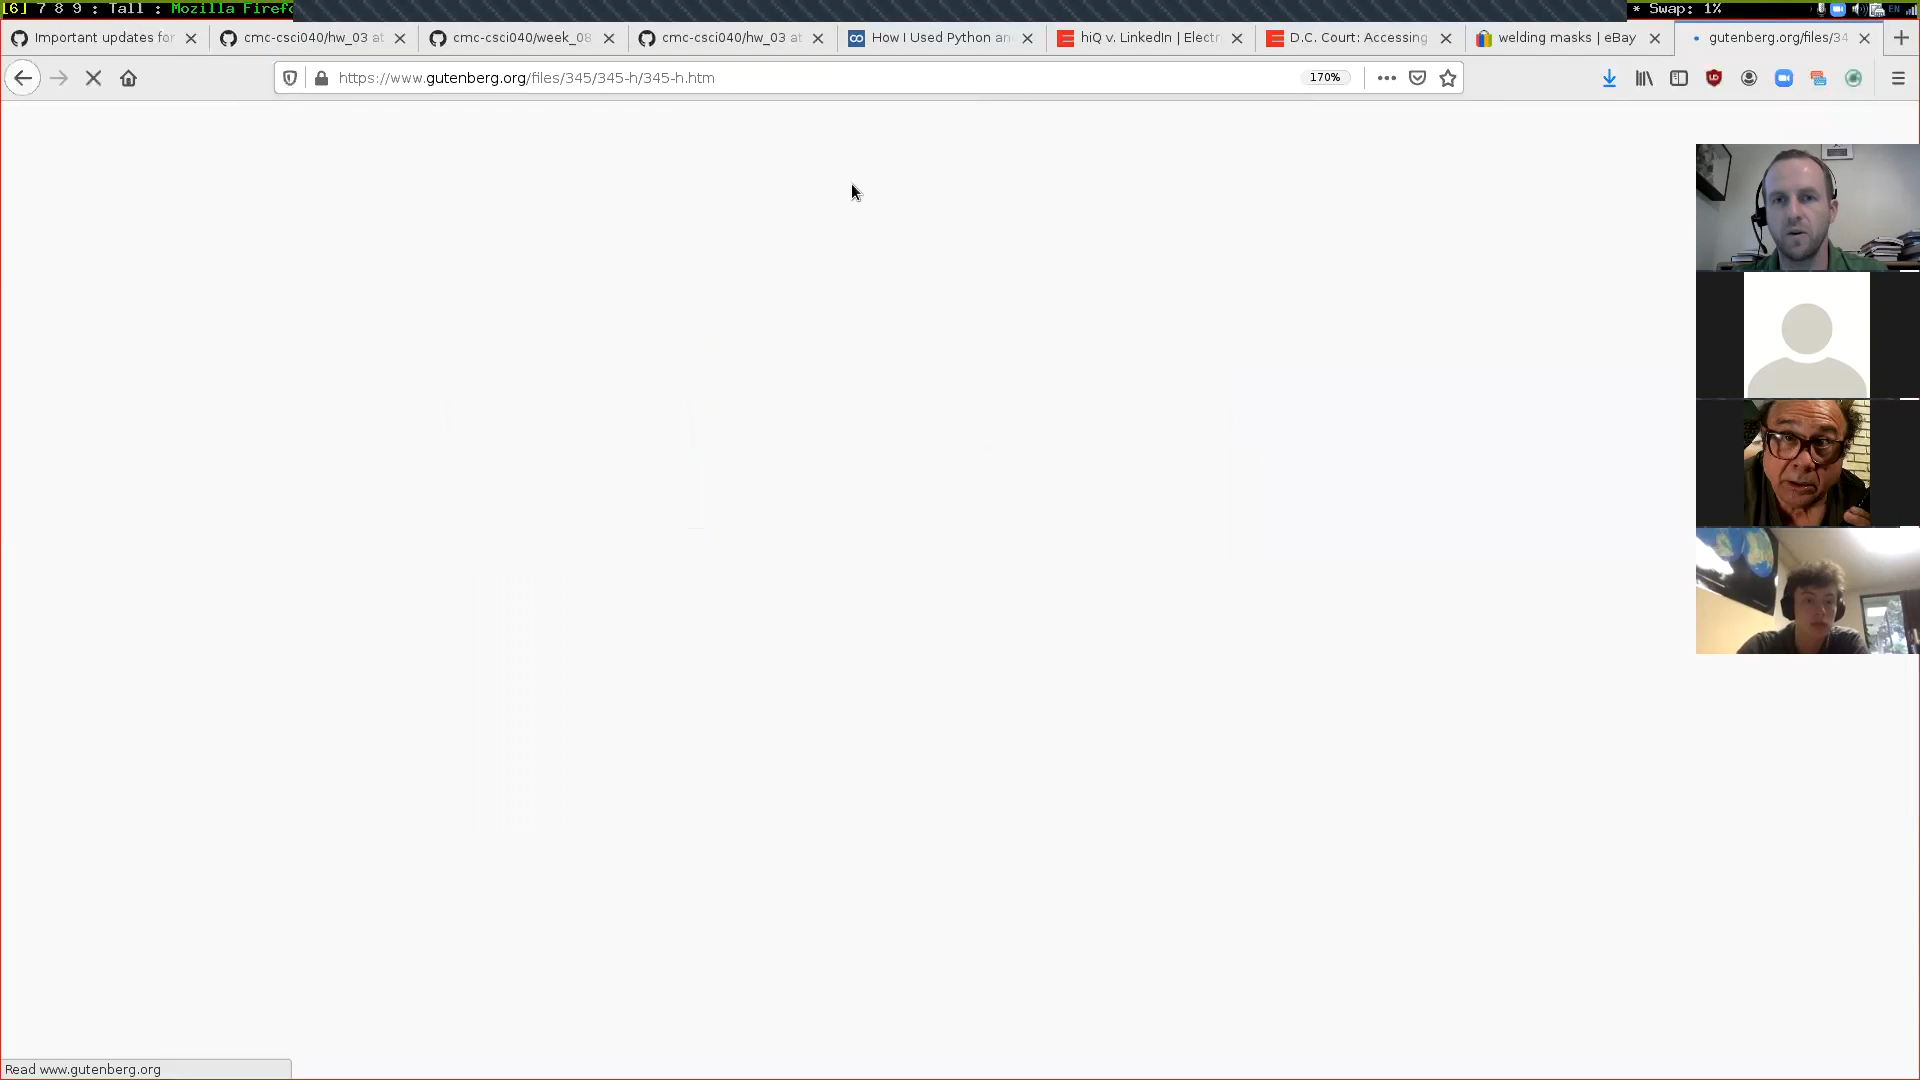 [6] 7 8 9 : Tall : Mozilla Firefo
* Swap: 1%
EN
Important updates for
cmc-csci040/hw_03 at
cmc-csci040/week_08
cmc-csci040/hw_03 at
How I Used Python an
hiQ v. LinkedIn | Electr
D.C. Court: Accessing
welding masks | eBay
gutenberg.org/files/34
https://www.gutenberg.org/files/345/345-h/345-h.htm
170%
Read www.gutenberg.org